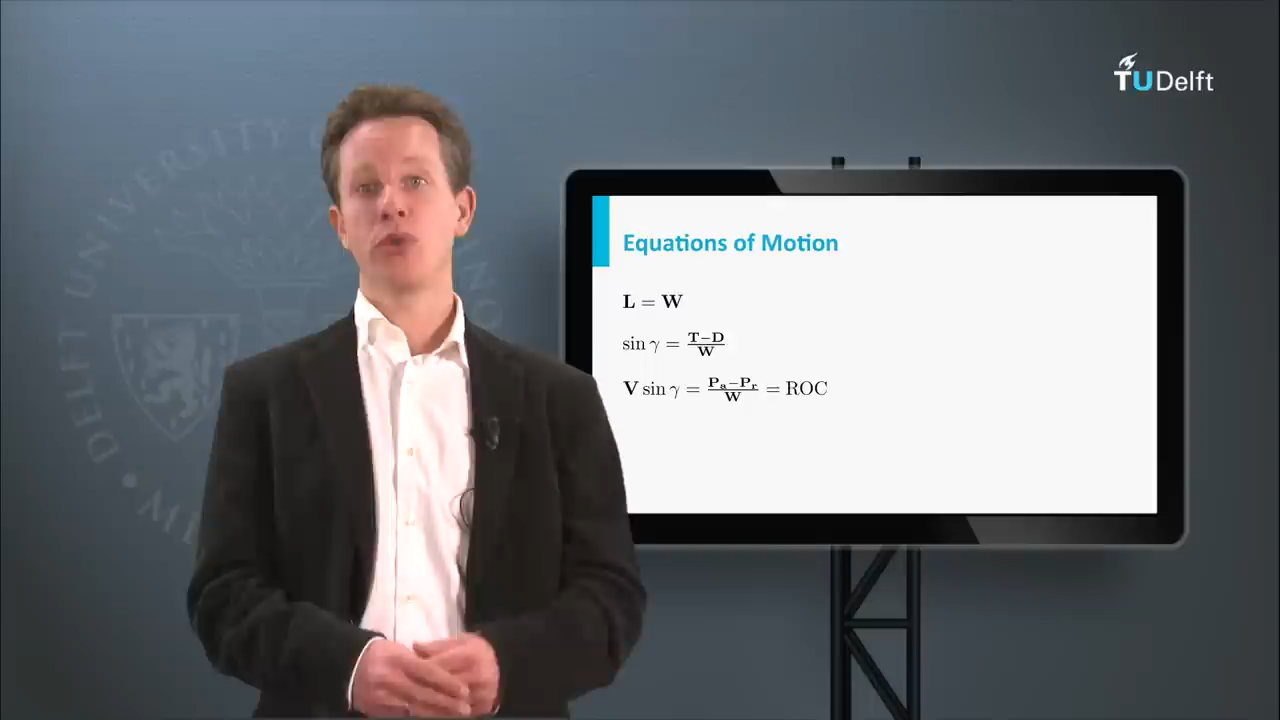 TUDelft
Equations of Motion
L = W
sin γ = T−D / W
V sin γ = Pa−Pr / W = ROC